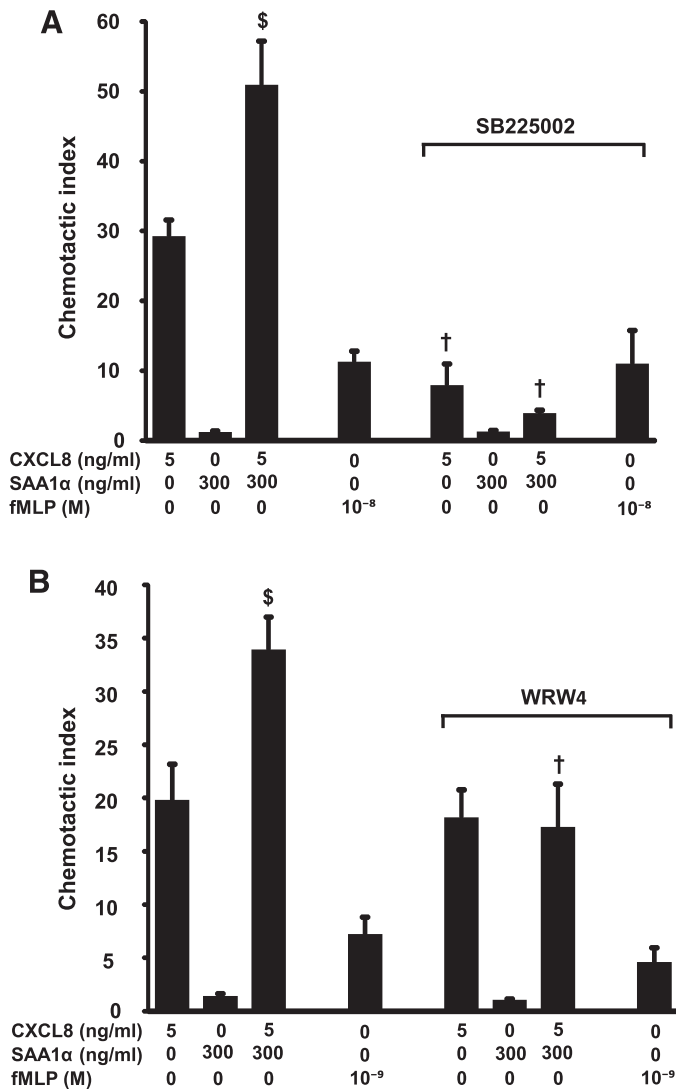 A
60
$
50
SB225002
40
Chemotactic index
30
20
†
†
10
0
CXCL8 (ng/ml) 5 0 5 0 5 0 5 0
SAA1α (ng/ml) 0 300 300 0 0 300 300 0
fMLP (M) 0 0 0 10⁻⁸ 0 0 0 10⁻⁸
B
40
$
35
30
WRW4
25
†
Chemotactic index
20
15
10
5
0
CXCL8 (ng/ml) 5 0 5 0 5 0 5 0
SAA1α (ng/ml) 0 300 300 0 0 300 300 0
fMLP (M) 0 0 0 10⁻⁹ 0 0 0 10⁻⁹